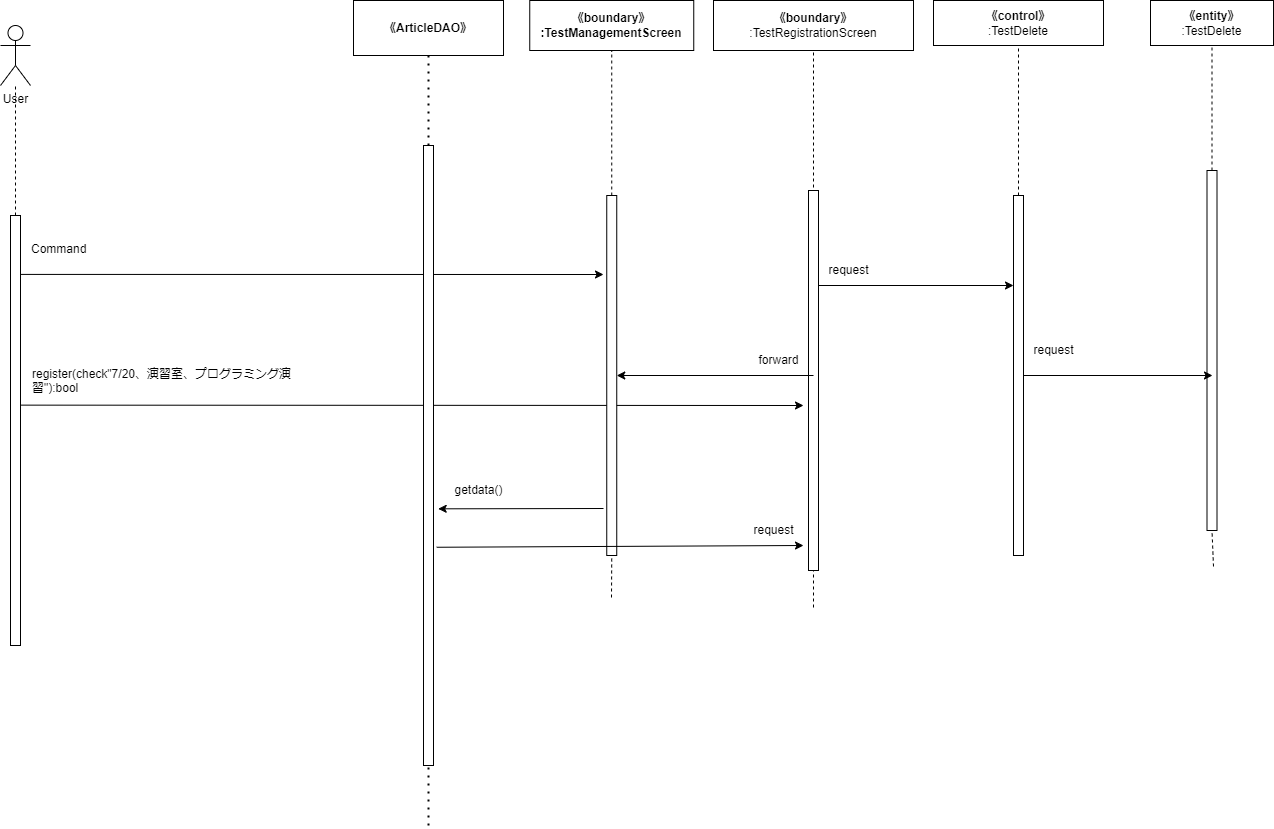 《ArticleDAO》
《boundary》
:TestManagementScreen
《boundary》
:TestRegistrationScreen
《control》
:TestDelete
《entity》
:TestDelete
User
Command
request
request
forward
register(check"7/20、演習室、プログラミング演
習"):bool
getdata()
request